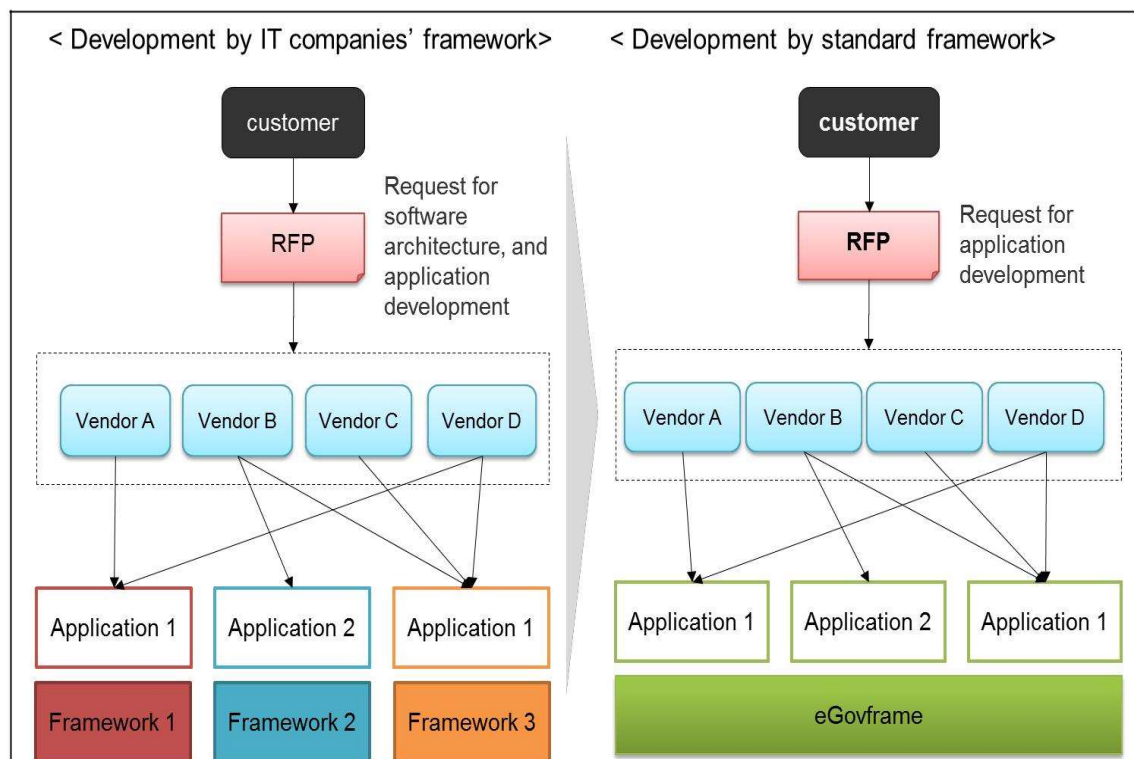 < Development by IT companies' framework>
customer
Request for
software
architecture, and
application
development
RFP
Vendor A
Vendor B
Vendor C
Vendor D
Application 1
Application 2
Application 1
Framework 1
Framework 2
Framework 3
< Development by standard framework>
customer
Request for
application
development
RFP
Vendor A
Vendor B
Vendor C
Vendor D
Application 1
Application 2
Application 1
eGovframe